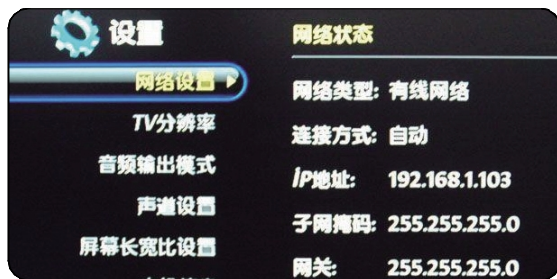 设置
网络设置
TV分辨率
音频输出模式
声道设置
屏幕长宽比设置
网络状态
网络类型: 有线网络
连接方式: 自动
iP地址: 192.168.1.103
子网掩码: 255.255.255.0
网关: 255.255.255.0